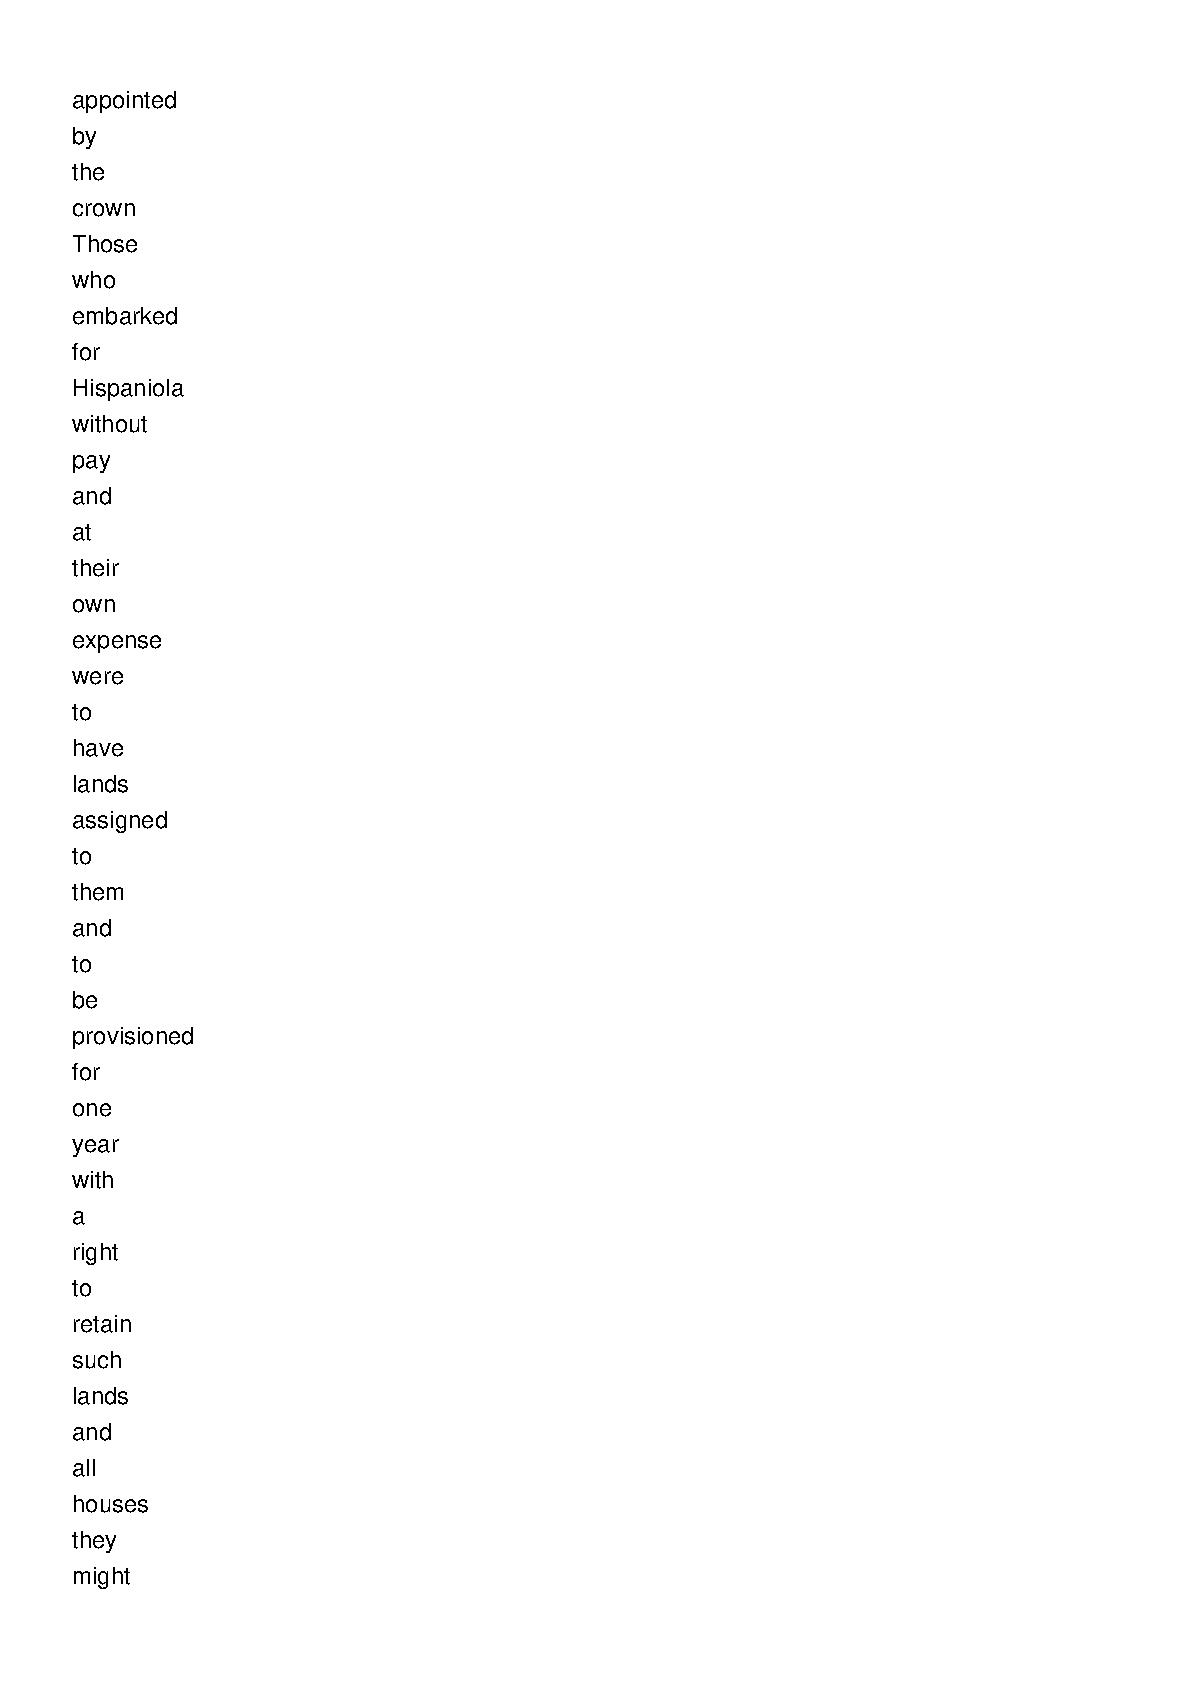 appointed
by
the
crown
Those
who
embarked
for
Hispaniola
without
pay
and
at
their
own
expense
were
to
have
lands
assigned
to
them
and
to
be
provisioned
for
one
year
with
a
right
to
retain
such
lands
and
all
houses
they
might